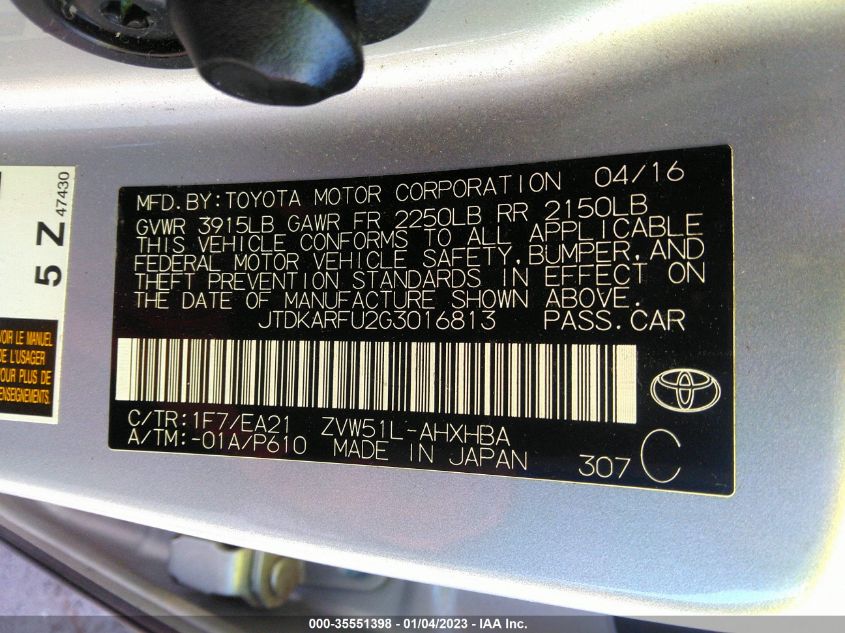 MFD.BY:TOYOTA MOTOR CORPORATION 04/16
GVWR 3915LB GAWR FR 2250LB RR 2150LB
THIS VEHICLE CONFORMS TO ALL APPLICABLE
FEDERAL MOTOR VEHICLE SAFETY,BUMPER,AND
THEFT PREVENTION STANDARDS IN EFFECT ON
THE DATE OF MANUFACTURE SHOWN ABOVE.
JTDKARFU2G3016813 PASS.CAR
C/TR:1F7/EA21 ZVW51L-AHXHBA
A/TM:-01A/P610 MADE IN JAPAN 307 C
5 Z 47430
VOIR LE MANUEL
DE L'USAGER
POUR PLUS DE
RENSEIGNEMENTS.
000-35551398 - 01/04/2023 - IAA Inc.